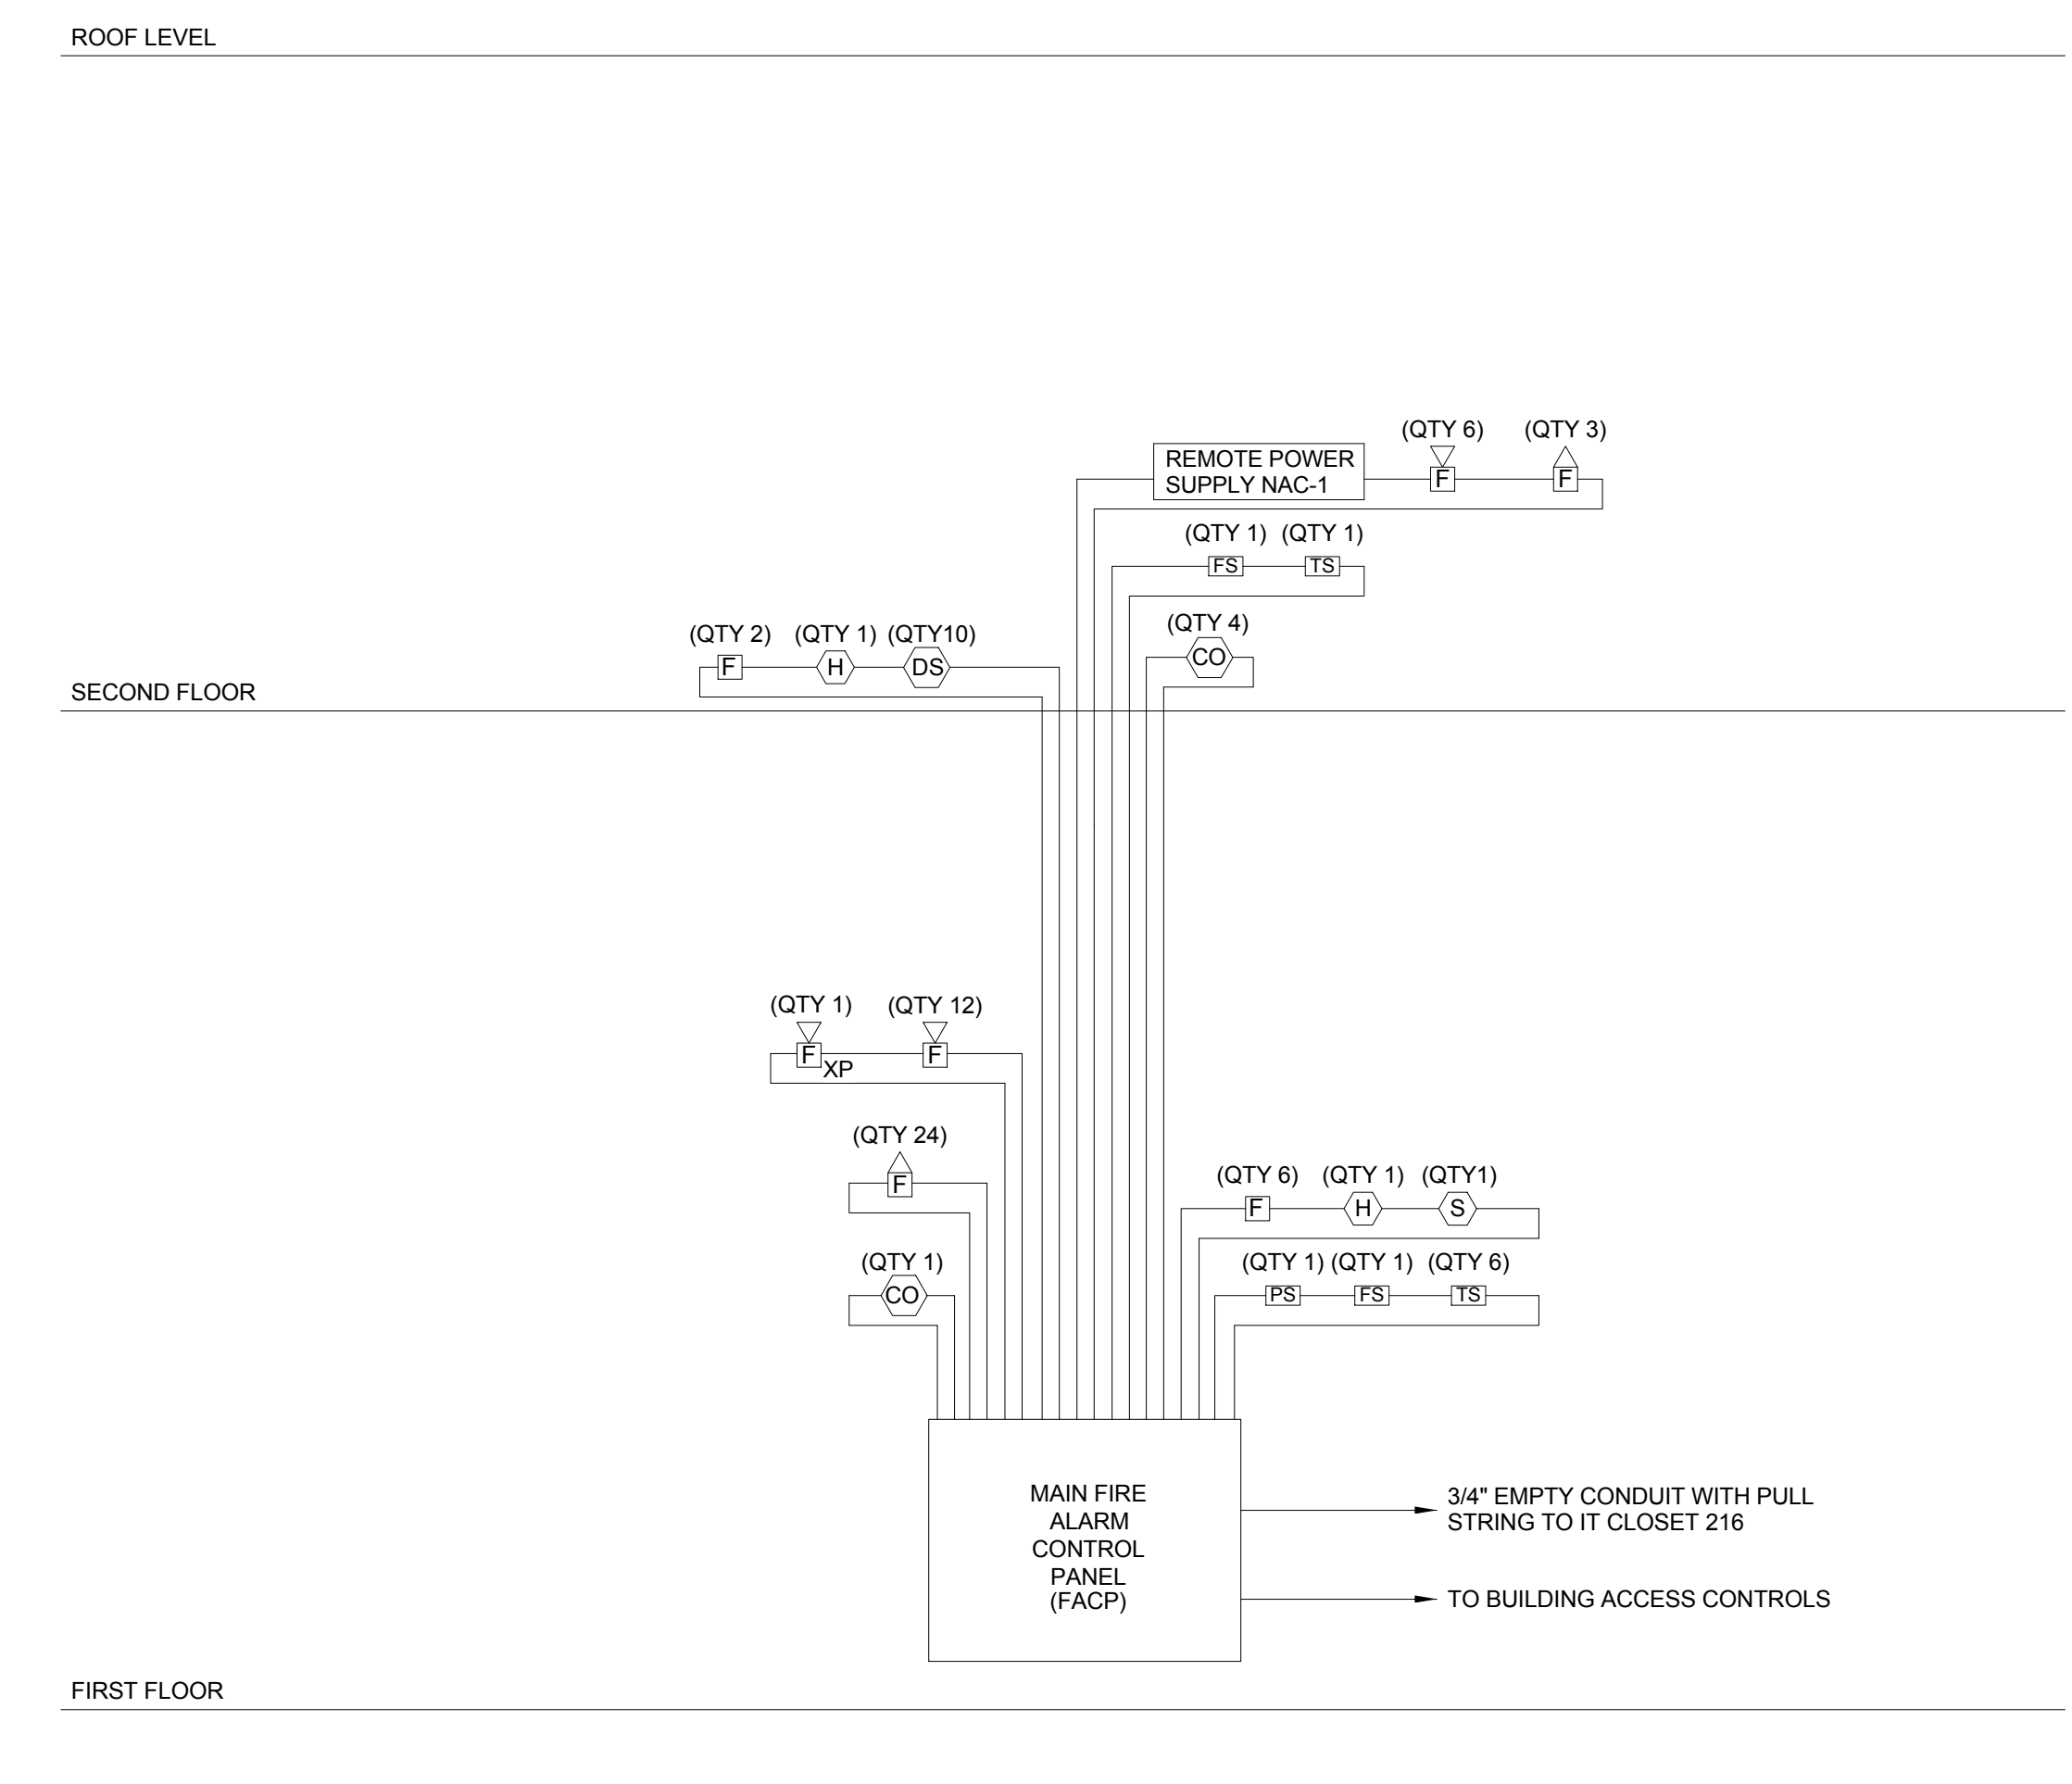 ROOF LEVEL
(QTY 6) (QTY 3)
REMOTE POWER
SUPPLY NAC-1
F F
(QTY 1) (QTY 1)
FS TS
(QTY 4)
CO
(QTY 2) (QTY 1) (QTY10)
F H DS
SECOND FLOOR
(QTY 1) (QTY 12)
F F
XP
(QTY 24)
F
(QTY 6) (QTY 1) (QTY1)
F H S
(QTY 1)
CO
(QTY 1) (QTY 1) (QTY 6)
PS FS TS
MAIN FIRE
ALARM
CONTROL
PANEL
(FACP)
3/4" EMPTY CONDUIT WITH PULL
STRING TO IT CLOSET 216
TO BUILDING ACCESS CONTROLS
FIRST FLOOR